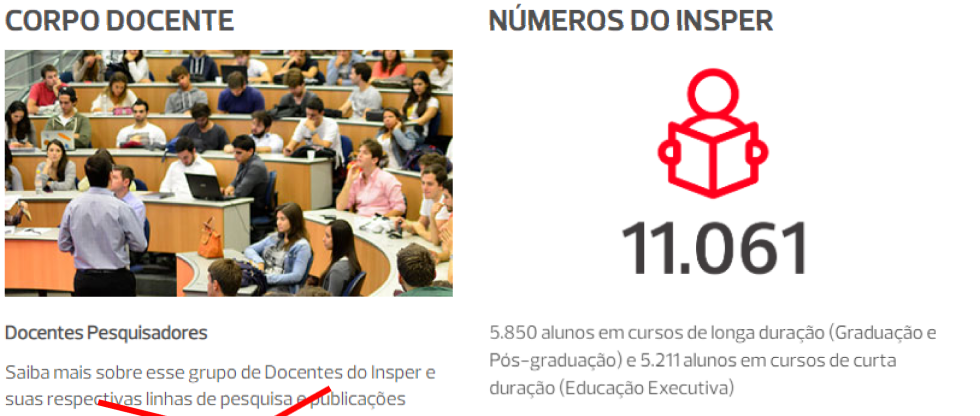 CORPO DOCENTE
Docentes Pesquisadores
Saiba mais sobre esse grupo de Docentes do Insper e
suas respectivas linhas de pesquisa e publicações
NÚMEROS DO INSPER
11.061
5.850 alunos em cursos de longa duração (Graduação e
Pós-graduação) e 5.211 alunos em cursos de curta
duração (Educação Executiva)